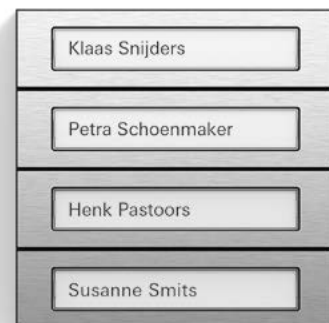 Klaas Snijders
Petra Schoenmaker
Henk Pastoors
Susanne Smits